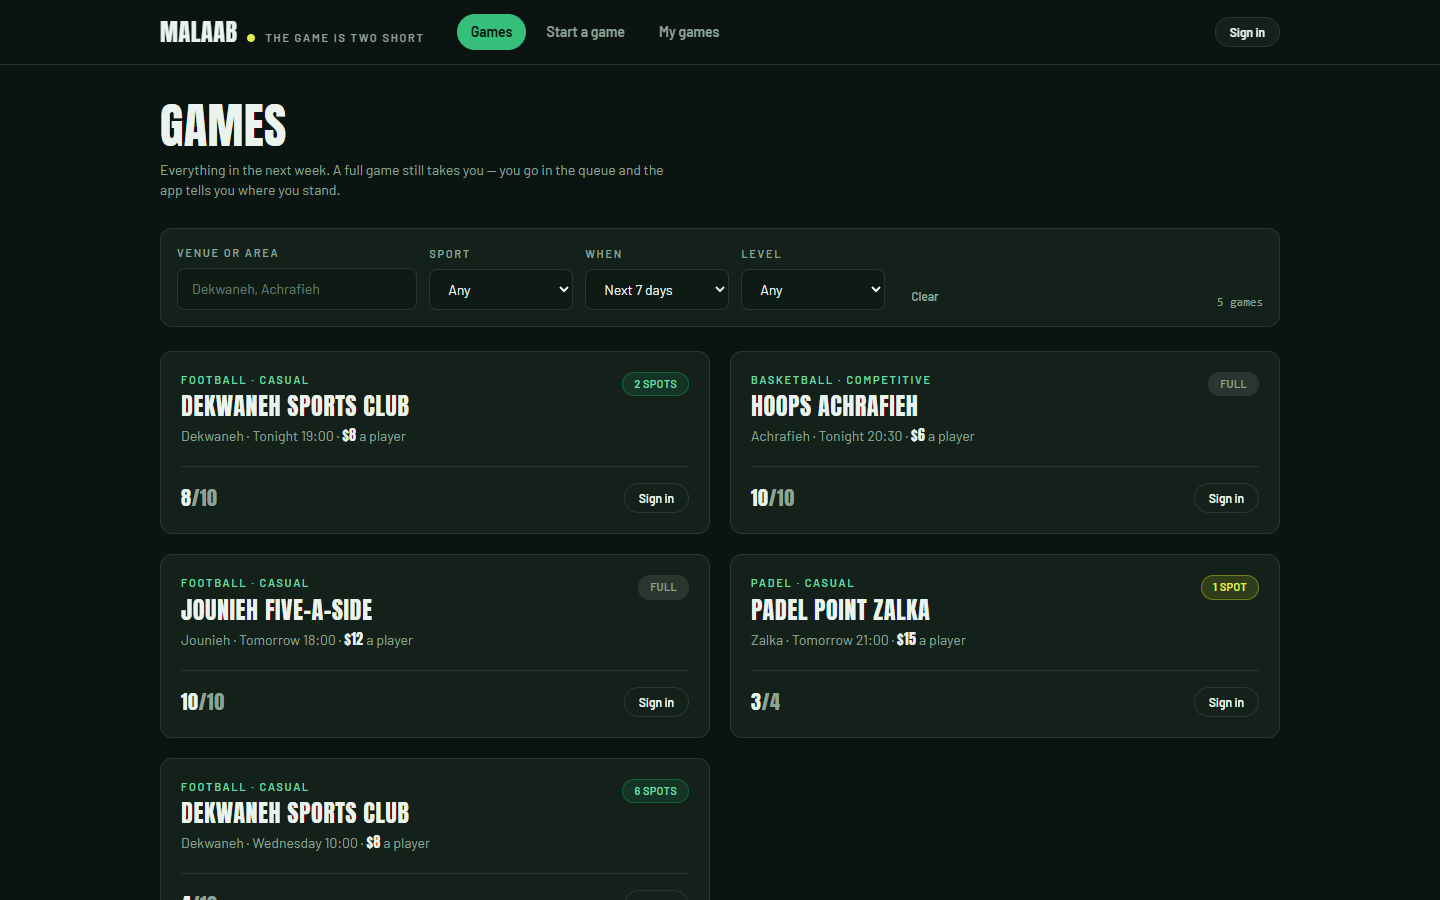 MALAAB THE GAME IS TWO SHORT Games Start a game My games Sign in
GAMES
Everything in the next week. A full game still takes you — you go in the queue and the
app tells you where you stand.
VENUE OR AREA SPORT WHEN LEVEL
Dekwaneh, Achrafieh Any Next 7 days Any Clear 5 games
FOOTBALL · CASUAL 2 SPOTS
DEKWANEH SPORTS CLUB
Dekwaneh · Tonight 19:00 · $8 a player
8/10 Sign in
BASKETBALL · COMPETITIVE FULL
HOOPS ACHRAFIEH
Achrafieh · Tonight 20:30 · $6 a player
10/10 Sign in
FOOTBALL · CASUAL FULL
JOUNIEH FIVE-A-SIDE
Jounieh · Tomorrow 18:00 · $12 a player
10/10 Sign in
PADEL · CASUAL 1 SPOT
PADEL POINT ZALKA
Zalka · Tomorrow 21:00 · $15 a player
3/4 Sign in
FOOTBALL · CASUAL 6 SPOTS
DEKWANEH SPORTS CLUB
Dekwaneh · Wednesday 10:00 · $8 a player